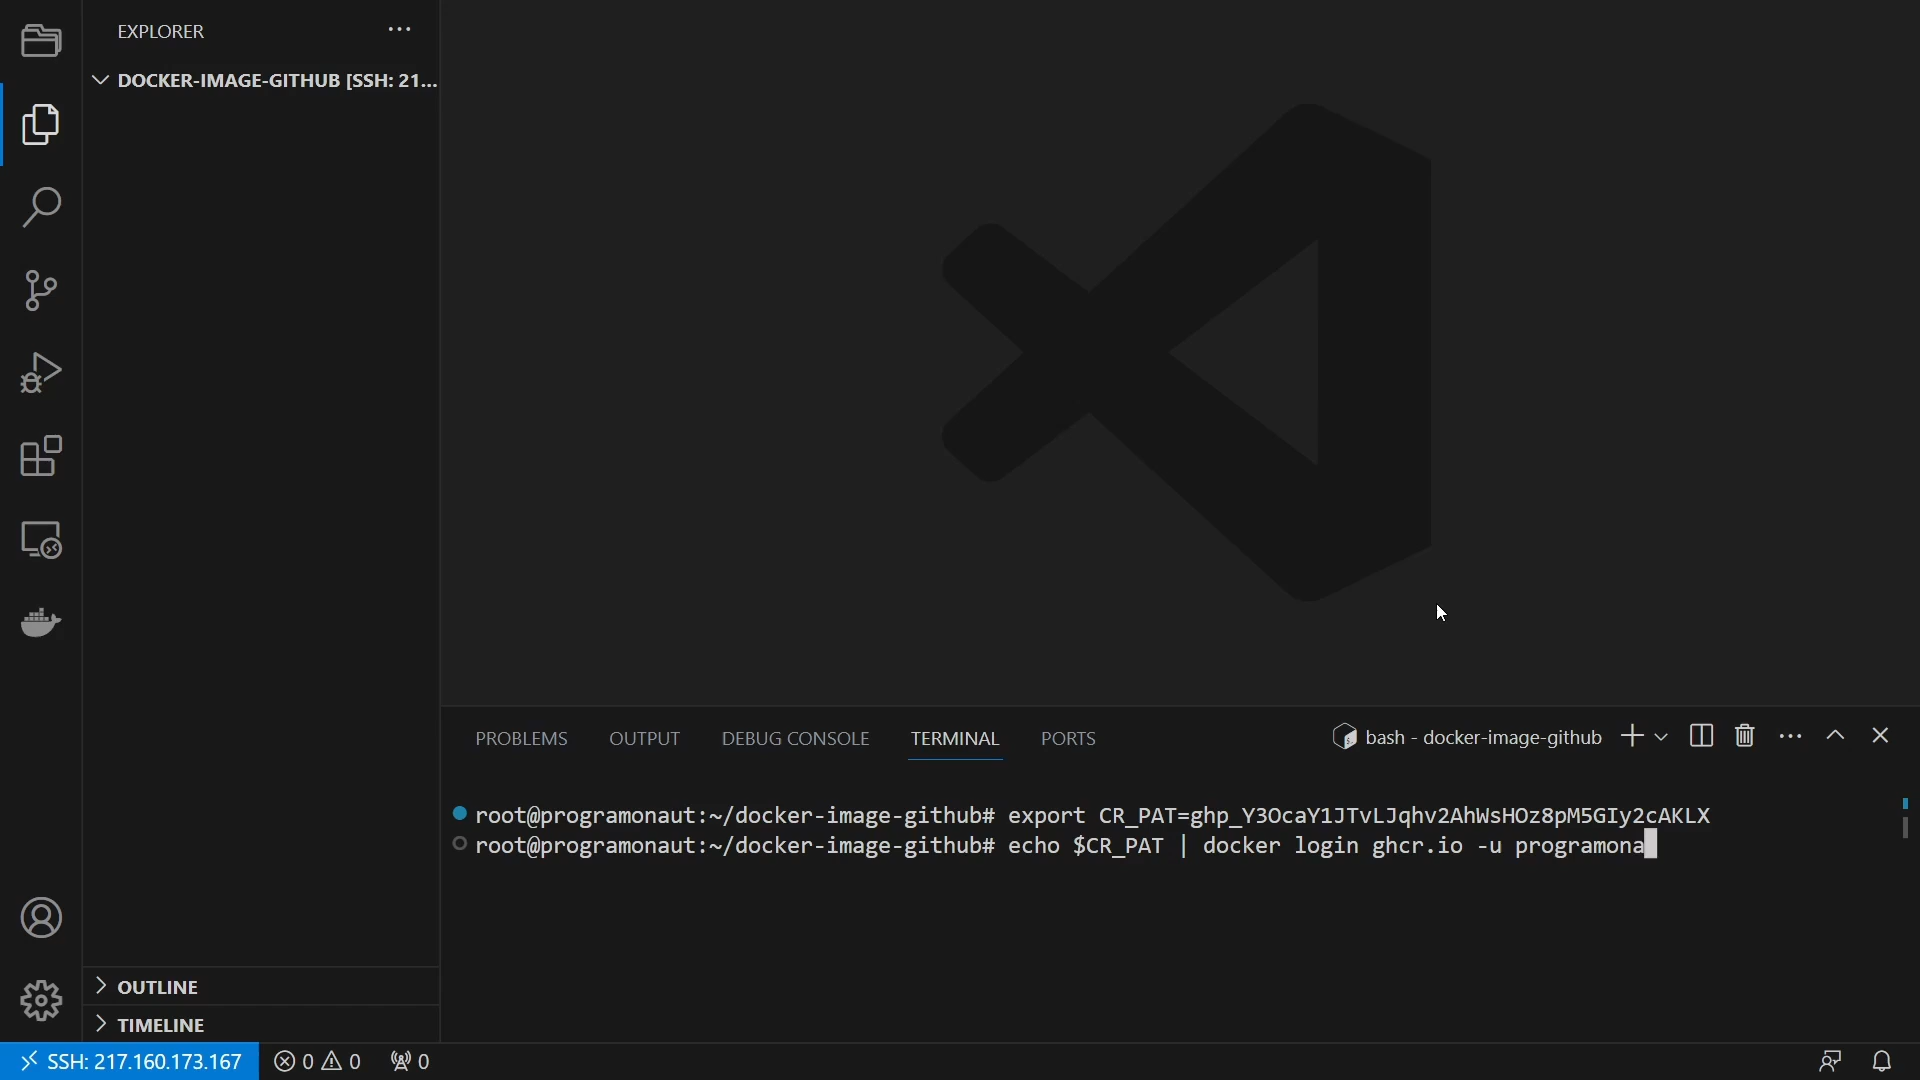 EXPLORER
DOCKER-IMAGE-GITHUB [SSH: 21...
PROBLEMS OUTPUT DEBUG CONSOLE TERMINAL PORTS bash - docker-image-github
root@programonaut:~/docker-image-github# export CR_PAT=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
root@programonaut:~/docker-image-github# echo $CR_PAT | docker login ghcr.io -u programona
OUTLINE
TIMELINE
SSH: 217.160.173.167 0 0 0